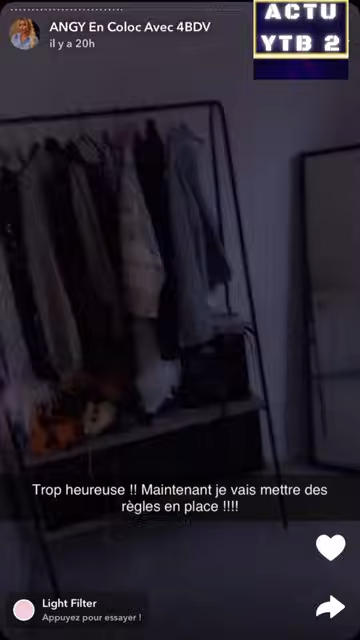 ANGY En Coloc Avec 4BDV
il y a 20h
ACTU
YTB 2
Trop heureuse !! Maintenant je vais mettre des
règles en place !!!!
Light Filter
Appuyez pour essayer !